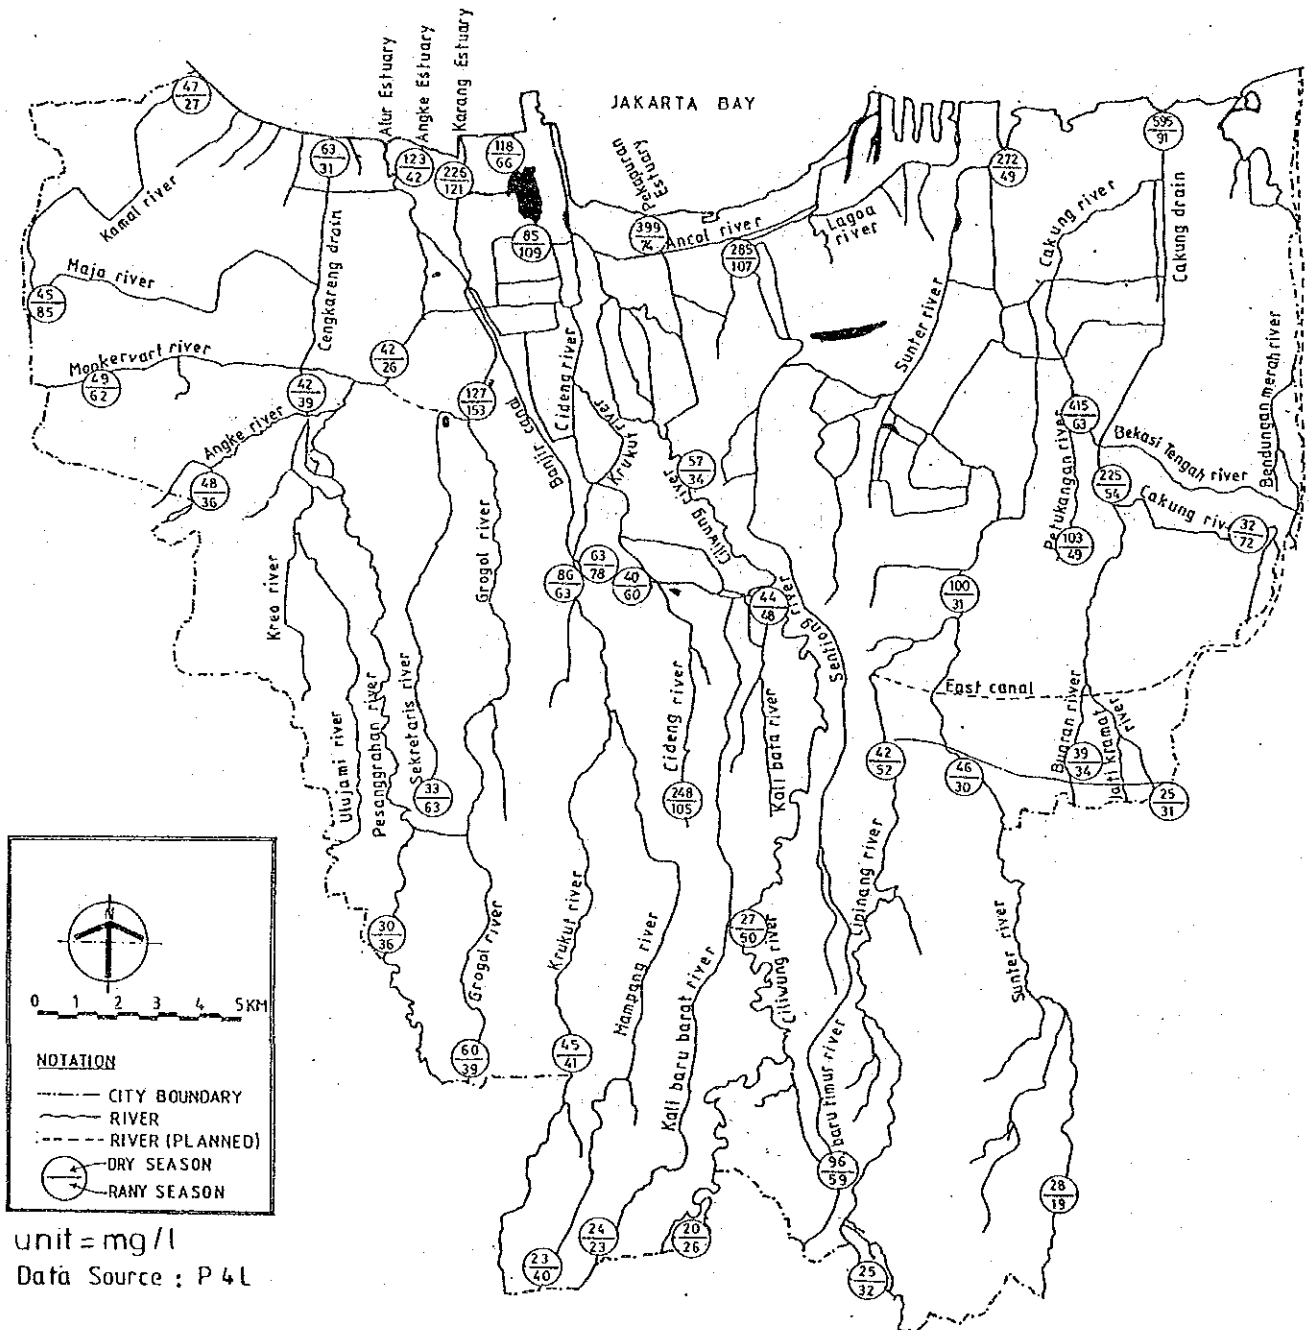 JAKARTA BAY
Alur Estuary
Angke Estuary
Karang Estuary
Pekapuran
Estuary
47
27
63
31
123
42
226
121
118
66
272
49
595
91
Kamal river
85
109
399
74
Ancol river
Lagoa
river
285
107
Cakung river
Cakung drain
Maja river
45
85
Cengkareng drain
Sunter river
Mookervart river
49
62
42
26
42
39
127
153
Banjir canal
Cideng river
Krukut river
415
63
Bekasi Tengah river
Bendungan merah river
Angke river
48
36
57
34
Ciliwung river
Petukangan river
225
54
Cakung riv
32
72
103
49
Kreo river
Grogol river
86
63
63
78
40
60
44
48
100
31
Sentiong river
East canal
Ulujami river
Pesanggrahan river
Sekretaris river
Cideng river
Kali bata river
Buaran river
Jati Kramat
river
33
63
248
105
42
52
46
30
39
34
25
31
Cipinang river
30
36
Grogol river
Krukut river
Mampang river
Kali baru barat river
27
50
Ciliwung river
Sunter river
60
39
45
41
baru timur river
96
59
28
19
24
23
20
26
23
40
25
32
N
0 1 2 3 4 5 KM
NOTATION
CITY BOUNDARY
RIVER
RIVER (PLANNED)
DRY SEASON
RANY SEASON
unit = mg/l
Data Source : P4L